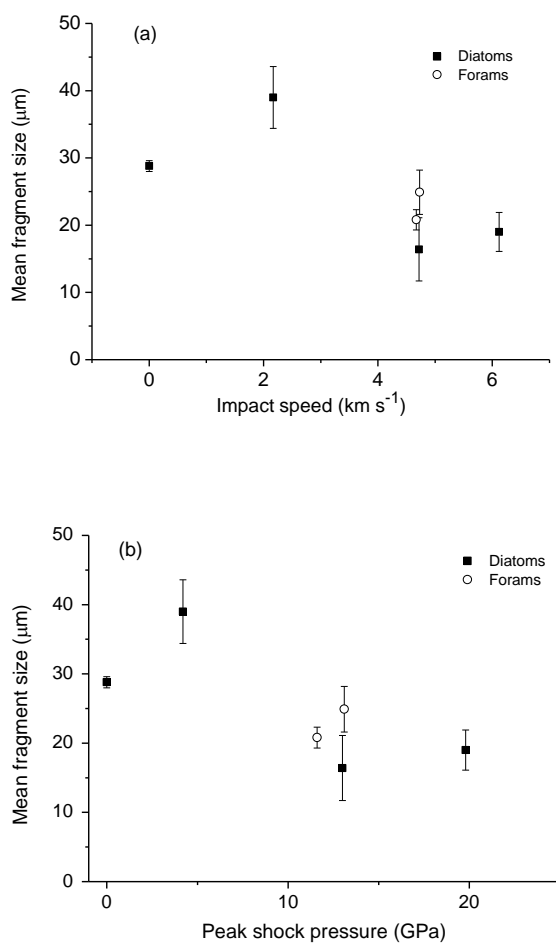 50
(a)
Diatoms
Forams
40
30
20
10
0
Mean fragment size (μm)
0 2 4 6
Impact speed (km s⁻¹)
50
(b)
Diatoms
Forams
40
30
20
10
0
Mean fragment size (μm)
0 10 20
Peak shock pressure (GPa)